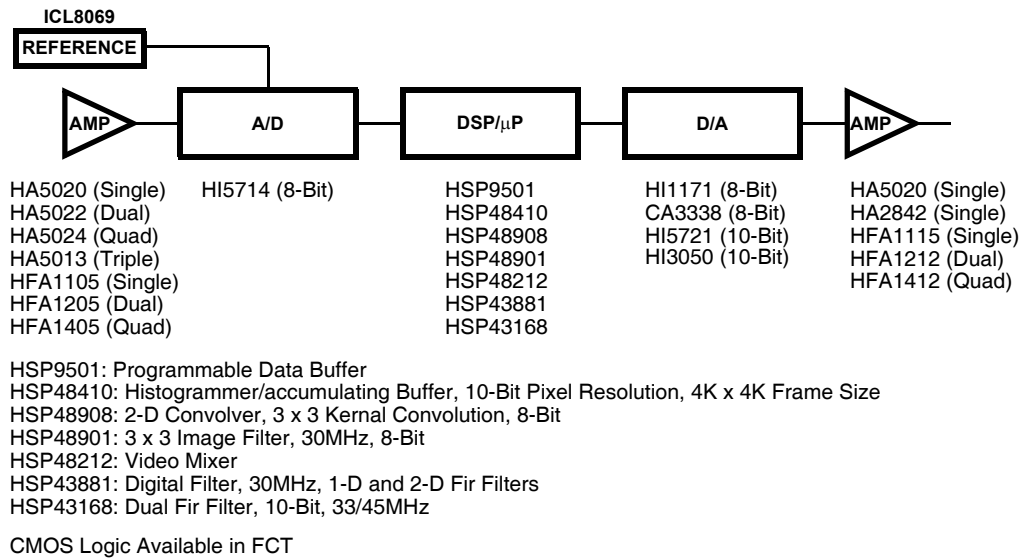 ICL8069
REFERENCE
AMP
A/D
DSP/μP
D/A
AMP
HA5020 (Single)
HA5022 (Dual)
HA5024 (Quad)
HA5013 (Triple)
HFA1105 (Single)
HFA1205 (Dual)
HFA1405 (Quad)
HI5714 (8-Bit)
HSP9501
HSP48410
HSP48908
HSP48901
HSP48212
HSP43881
HSP43168
HI1171 (8-Bit)
CA3338 (8-Bit)
HI5721 (10-Bit)
HI3050 (10-Bit)
HA5020 (Single)
HA2842 (Single)
HFA1115 (Single)
HFA1212 (Dual)
HFA1412 (Quad)
HSP9501: Programmable Data Buffer
HSP48410: Histogrammer/accumulating Buffer, 10-Bit Pixel Resolution, 4K x 4K Frame Size
HSP48908: 2-D Convolver, 3 x 3 Kernal Convolution, 8-Bit
HSP48901: 3 x 3 Image Filter, 30MHz, 8-Bit
HSP48212: Video Mixer
HSP43881: Digital Filter, 30MHz, 1-D and 2-D Fir Filters
HSP43168: Dual Fir Filter, 10-Bit, 33/45MHz
CMOS Logic Available in FCT